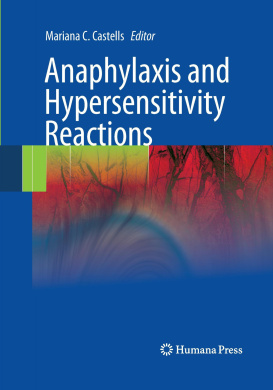 Mariana C. Castells Editor
Anaphylaxis and
Hypersensitivity
Reactions
Humana Press